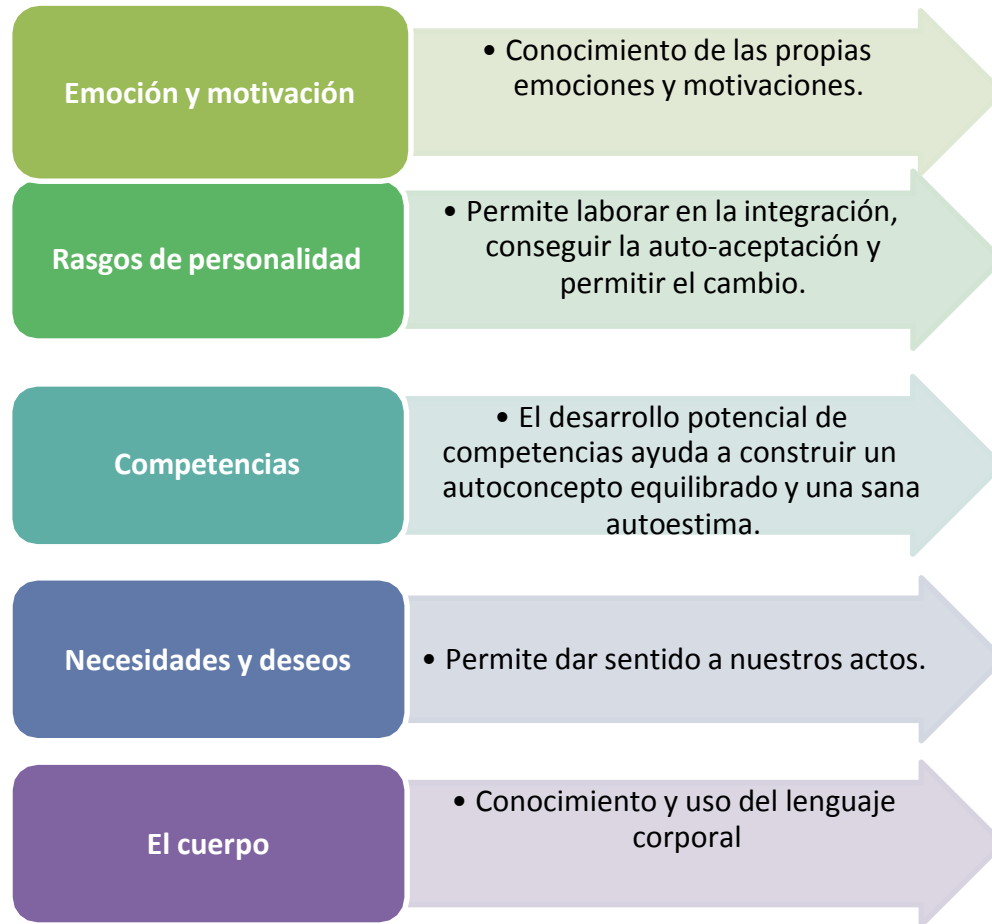 Emoción y motivación
• Conocimiento de las propias
emociones y motivaciones.
Rasgos de personalidad
• Permite laborar en la integración,
conseguir la auto-aceptación y
permitir el cambio.
Competencias
• El desarrollo potencial de
competencias ayuda a construir un
autoconcepto equilibrado y una sana
autoestima.
Necesidades y deseos
• Permite dar sentido a nuestros actos.
El cuerpo
• Conocimiento y uso del lenguaje
corporal